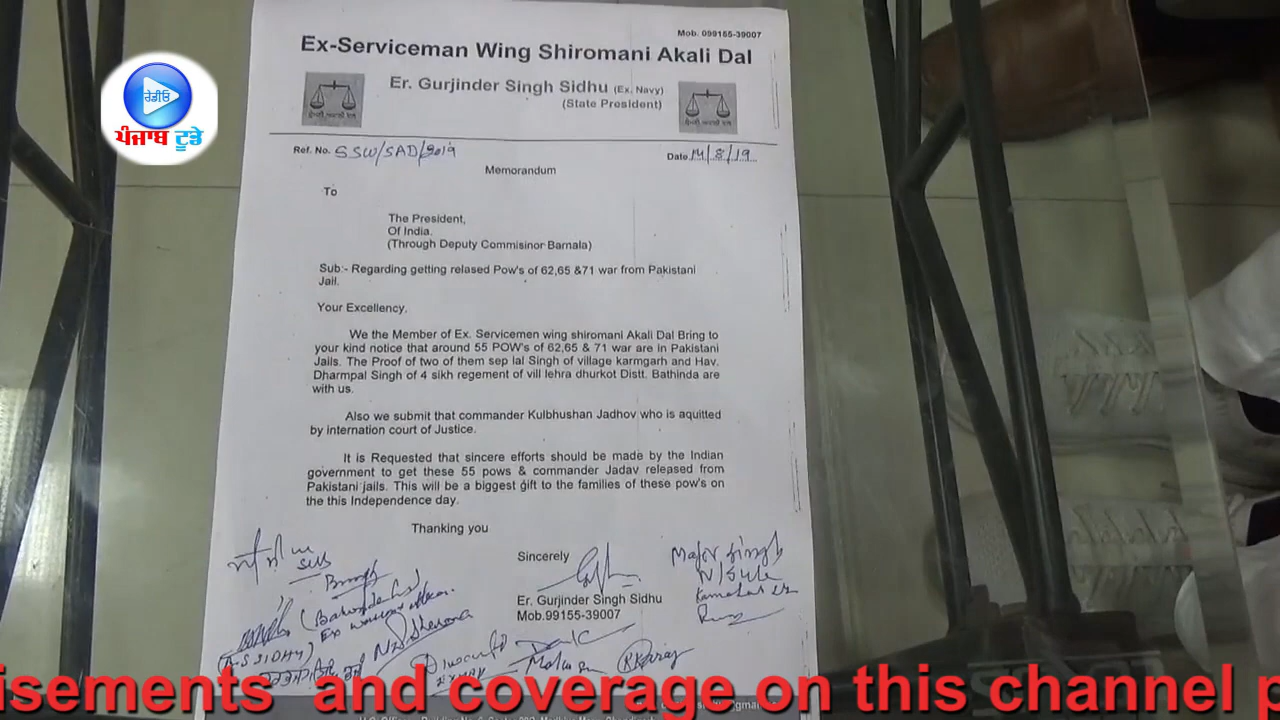 Mob. 099155-39007
Ex-Serviceman Wing Shiromani Akali Dal
Er. Gurjinder Singh Sidhu (Ex. Navy)
(State President)
ਰੇਡੀਓ
ਪੰਜਾਬ ਟੂਡੇ
Ref. No. SSW/SAD/2019
Date 14/8/19
Memorandum
To
The President,
Of India.
(Through Deputy Commisinor Barnala)
Sub:- Regarding getting relased Pow's of 62,65 &71 war from Pakistani
Jail.
Your Excellency,
We the Member of Ex. Servicemen wing shiromani Akali Dal Bring to
your kind notice that around 55 POW's of 62,65 & 71 war are in Pakistani
Jails. The Proof of two of them sep lal Singh of village karmgarh and Hav.
Dharmpal Singh of 4 sikh regement of vill lehra dhurkot Distt. Bathinda are
with us.
Also we submit that commander Kulbhushan Jadhov who is aquitted
by internation court of Justice.
It is Requested that sincere efforts should be made by the Indian
government to get these 55 pows & commander Jadav released from
Pakistani jails. This will be a biggest gift to the families of these pow's on
the this Independence day.
Thanking you
Sincerely
Major Singh
Er. Gurjinder Singh Sidhu
Mob.99155-39007
isements and coverage on this channel p